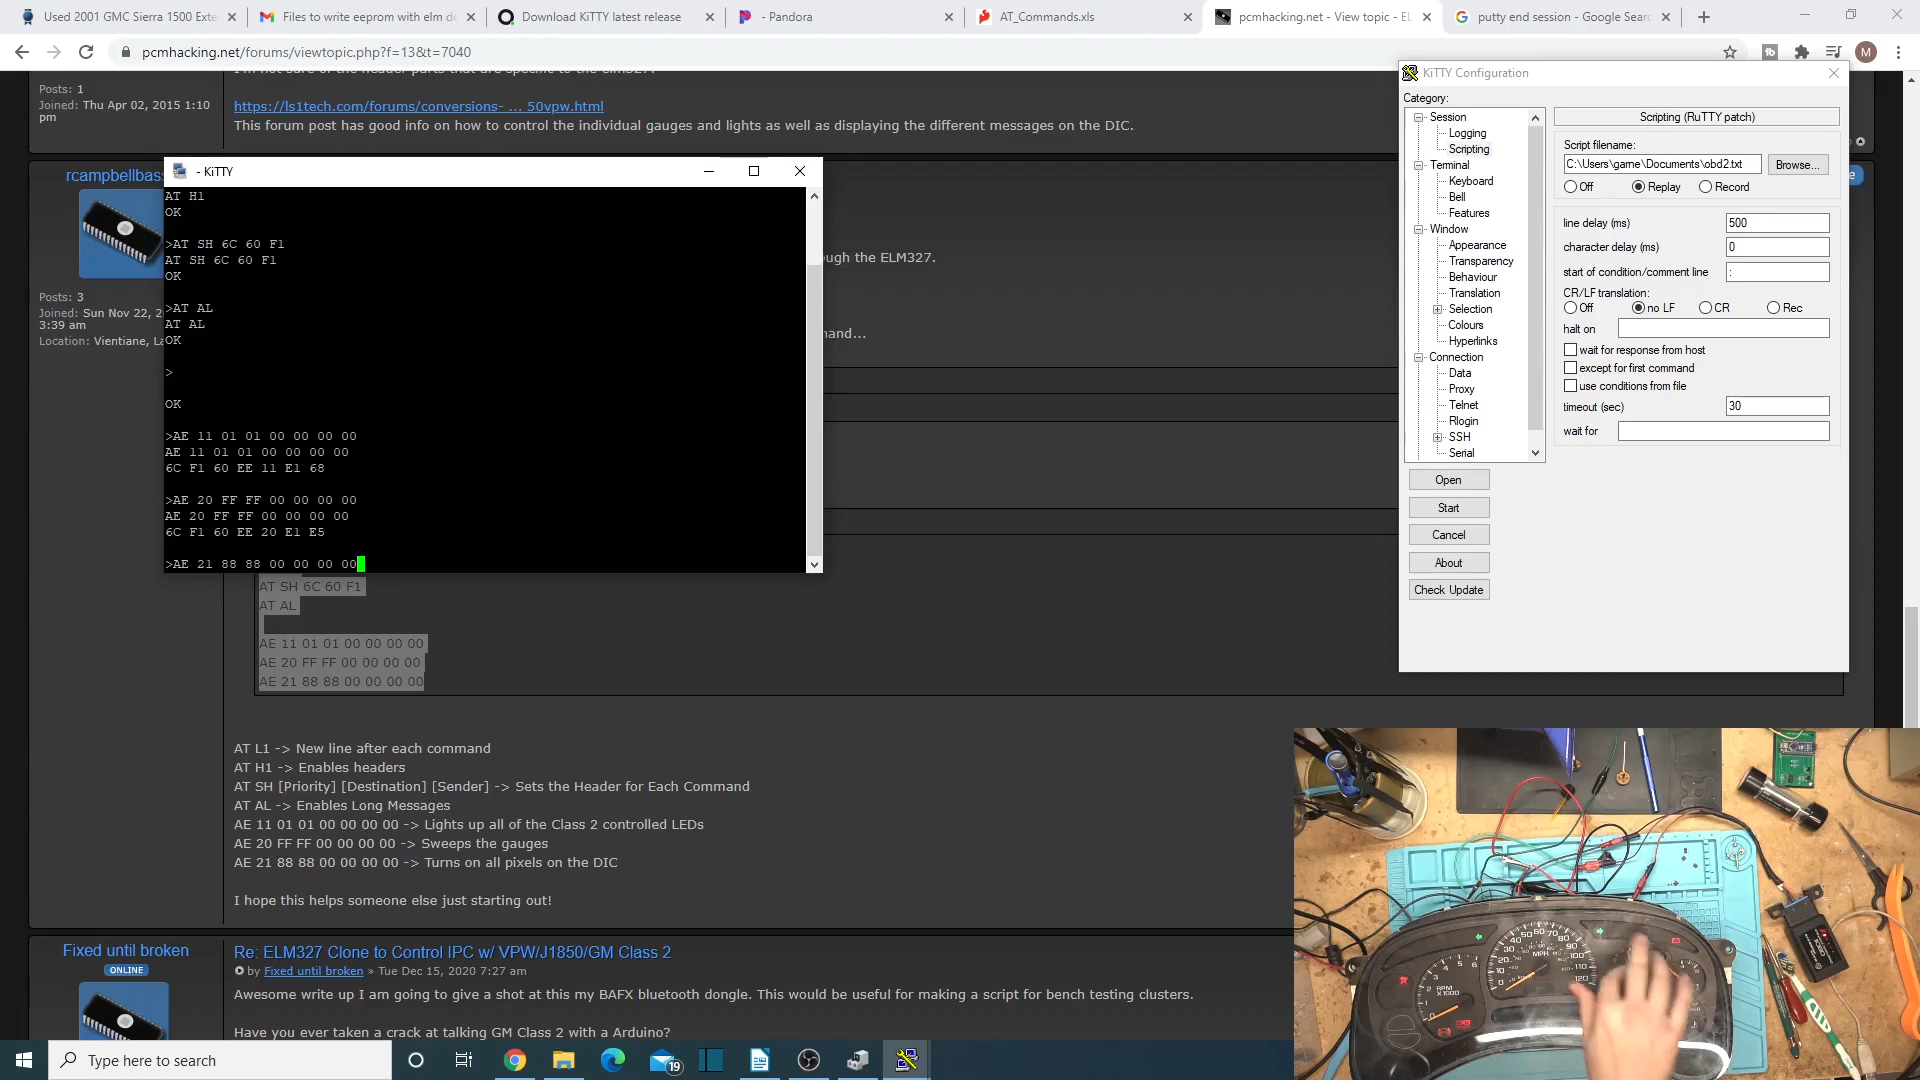 Used 2001 GMC Sierra 1500 Exte
Files to write eeprom with elm de
Download KiTTY latest release
- Pandora
AT_Commands.xls
pcmhacking.net - View topic - EL
putty end session - Google Searc
pcmhacking.net/forums/viewtopic.php?f=13&t=7040
M
Posts: 1
Joined: Thu Apr 02, 2015 1:10
pm
https://ls1tech.com/forums/conversions- ... 50vpw.html
This forum post has good info on how to control the individual gauges and lights as well as displaying the different messages on the DIC.
rcampbellbas
Posts: 3
Joined: Sun Nov 22, 2
3:39 am
Location: Vientiane, La
ough the ELM327.
mand...
- KiTTY
AT H1
OK
>AT SH 6C 60 F1
AT SH 6C 60 F1
OK
>AT AL
AT AL
OK
>
OK
>AE 11 01 01 00 00 00 00
AE 11 01 01 00 00 00 00
6C F1 60 EE 11 E1 68
>AE 20 FF FF 00 00 00 00
AE 20 FF FF 00 00 00 00
6C F1 60 EE 20 E1 E5
>AE 21 88 88 00 00 00 00
AT SH 6C 60 F1
AT AL
AE 11 01 01 00 00 00 00
AE 20 FF FF 00 00 00 00
AE 21 88 88 00 00 00 00
AT L1 -> New line after each command
AT H1 -> Enables headers
AT SH [Priority] [Destination] [Sender] -> Sets the Header for Each Command
AT AL -> Enables Long Messages
AE 11 01 01 00 00 00 00 -> Lights up all of the Class 2 controlled LEDs
AE 20 FF FF 00 00 00 00 -> Sweeps the gauges
AE 21 88 88 00 00 00 00 -> Turns on all pixels on the DIC
I hope this helps someone else just starting out!
Fixed until broken
ONLINE
Re: ELM327 Clone to Control IPC w/ VPW/J1850/GM Class 2
by Fixed until broken » Tue Dec 15, 2020 7:27 am
Awesome write up I am going to give a shot at this my BAFX bluetooth dongle. This would be useful for making a script for bench testing clusters.
Have you ever taken a crack at talking GM Class 2 with a Arduino?
KiTTY Configuration
Category:
Session
Logging
Scripting
Terminal
Keyboard
Bell
Features
Window
Appearance
Transparency
Behaviour
Translation
Selection
Colours
Hyperlinks
Connection
Data
Proxy
Telnet
Rlogin
SSH
Serial
Open
Start
Cancel
About
Check Update
Scripting (RuTTY patch)
Script filename:
C:\Users\game\Documents\obd2.txt
Browse...
Off
Replay
Record
line delay (ms)
500
character delay (ms)
0
start of condition/comment line
:
CR/LF translation:
Off
no LF
CR
Rec
halt on
wait for response from host
except for first command
use conditions from file
timeout (sec)
30
wait for
RPM
X1000
MPH
Type here to search
19